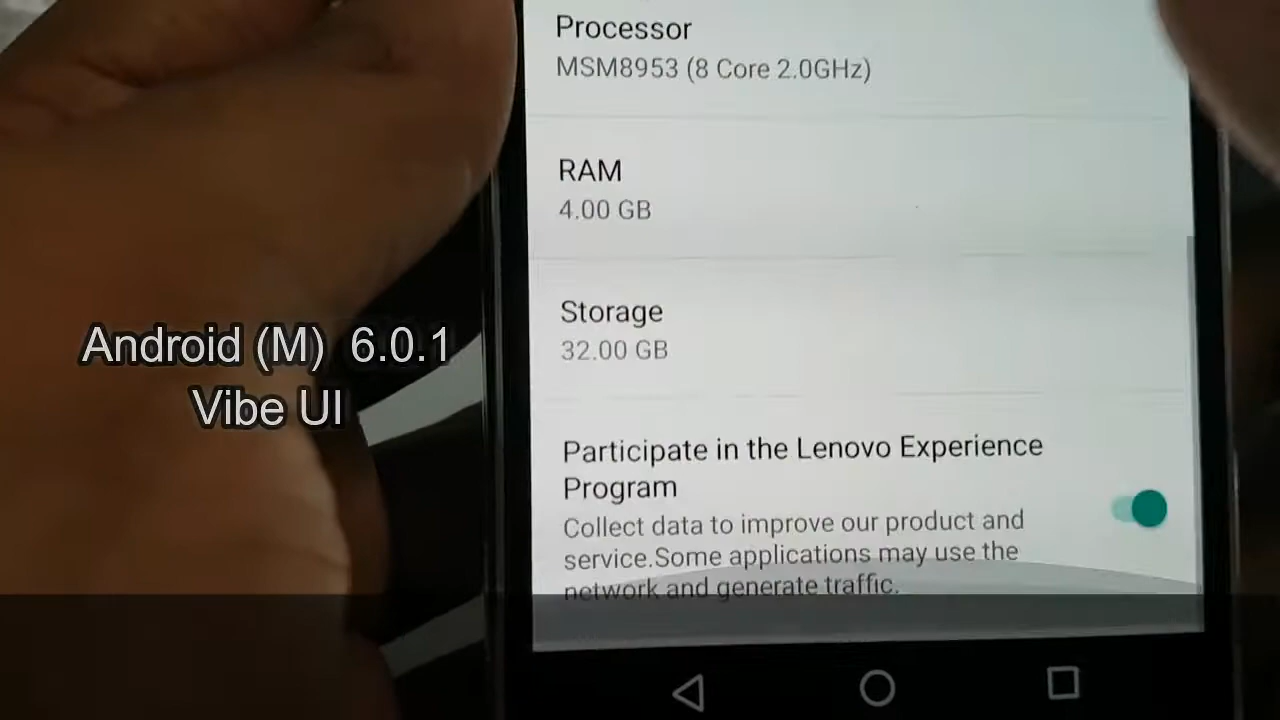 Processor
MSM8953 (8 Core 2.0GHz)
RAM
4.00 GB
Storage
32.00 GB
Android (M) 6.0.1
Vibe UI
Participate in the Lenovo Experience
Program
Collect data to improve our product and
service.Some applications may use the
network and generate traffic.